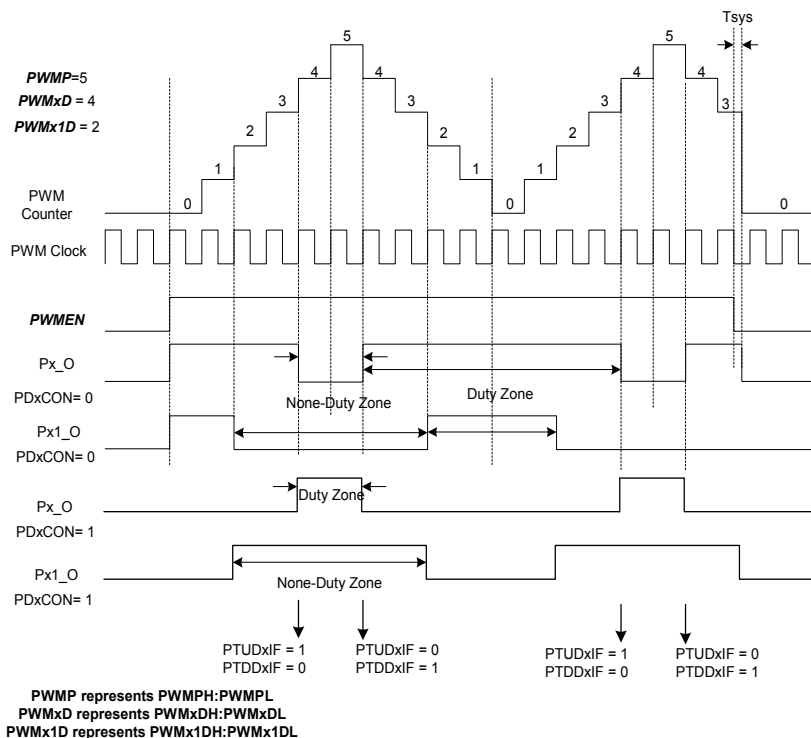 Tsys
5
5
PWMP=5
4
4
4
4
PWMxD = 4
3
3
3
3
PWMx1D = 2
2
2
2
1
1
1
PWM
Counter
0
0
0
PWM Clock
PWMEN
Px_O
PDxCON= 0
None-Duty Zone
Duty Zone
Px1_O
PDxCON= 0
Px_O
Duty Zone
PDxCON= 1
Px1_O
None-Duty Zone
PDxCON= 1
PTUDxIF = 1
PTDDxIF = 0
PTUDxIF = 0
PTDDxIF = 1
PTUDxIF = 1
PTDDxIF = 0
PTUDxIF = 0
PTDDxIF = 1
PWMP represents PWMPH:PWMPL
PWMxD represents PWMxDH:PWMxDL
PWMx1D represents PWMx1DH:PWMx1DL